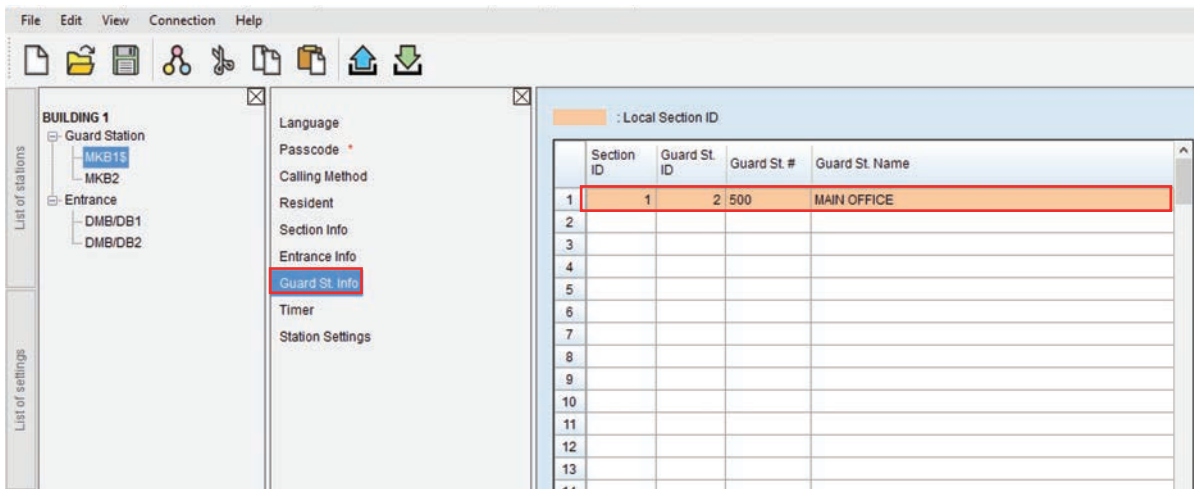 File Edit View Connection Help
List of stations
List of settings
BUILDING 1
Guard Station
MKB1$
MKB2
Entrance
DMB/DB1
DMB/DB2
Language
Passcode *
Calling Method
Resident
Section Info
Entrance Info
Guard St. Info
Timer
Station Settings
: Local Section ID
Section ID Guard St. ID Guard St. # Guard St. Name
1 1 2 500 MAIN OFFICE
2
3
4
5
6
7
8
9
10
11
12
13